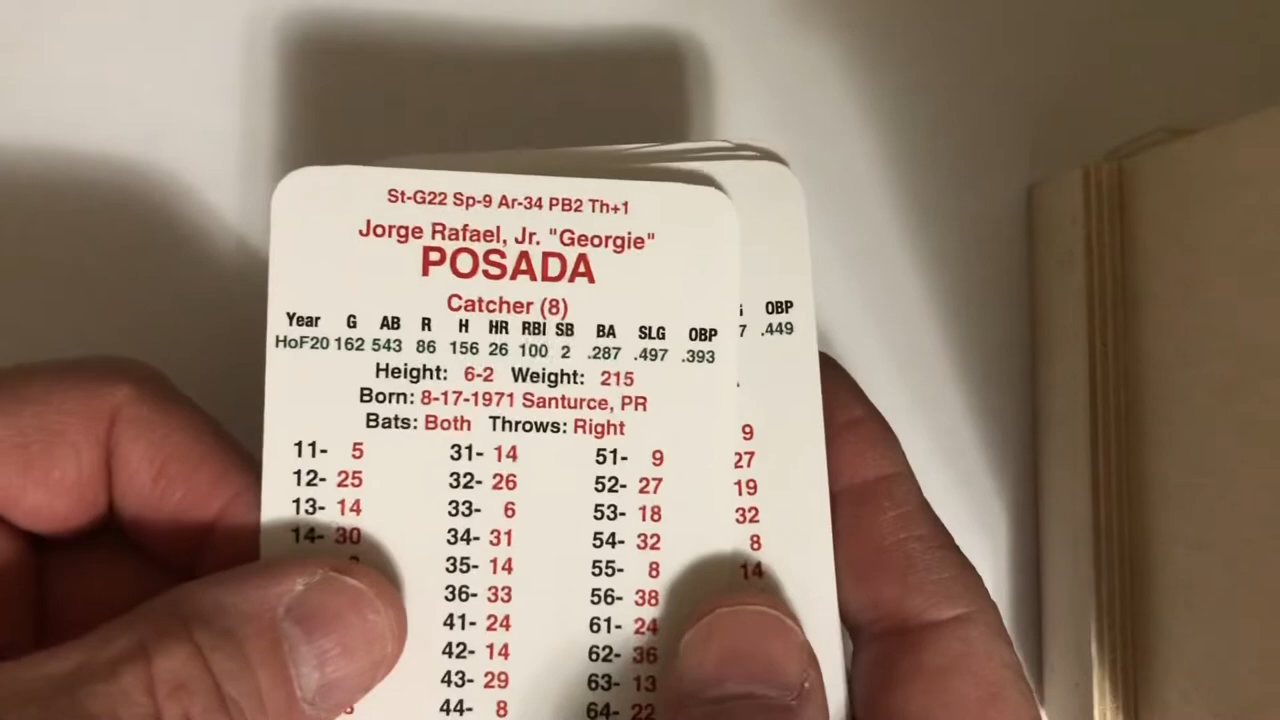 St-G22 Sp-9 Ar-34 PB2 Th+1
Jorge Rafael, Jr. "Georgie"
POSADA
Catcher (8)
Year G AB R H HR RBI SB BA SLG OBP
HoF20 162 543 86 156 26 100 2 .287 .497 .393
Height: 6-2 Weight: 215
Born: 8-17-1971 Santurce, PR
Bats: Both Throws: Right
11- 5 31- 14 51- 9
12- 25 32- 26 52- 27
13- 14 33- 6 53- 18
14- 30 34- 31 54- 32
35- 14 55- 8
36- 33 56- 38
41- 24 61- 24
42- 14 62- 36
43- 29 63- 13
44- 8 64- 22
OBP
7 .449
9
27
19
32
8
14